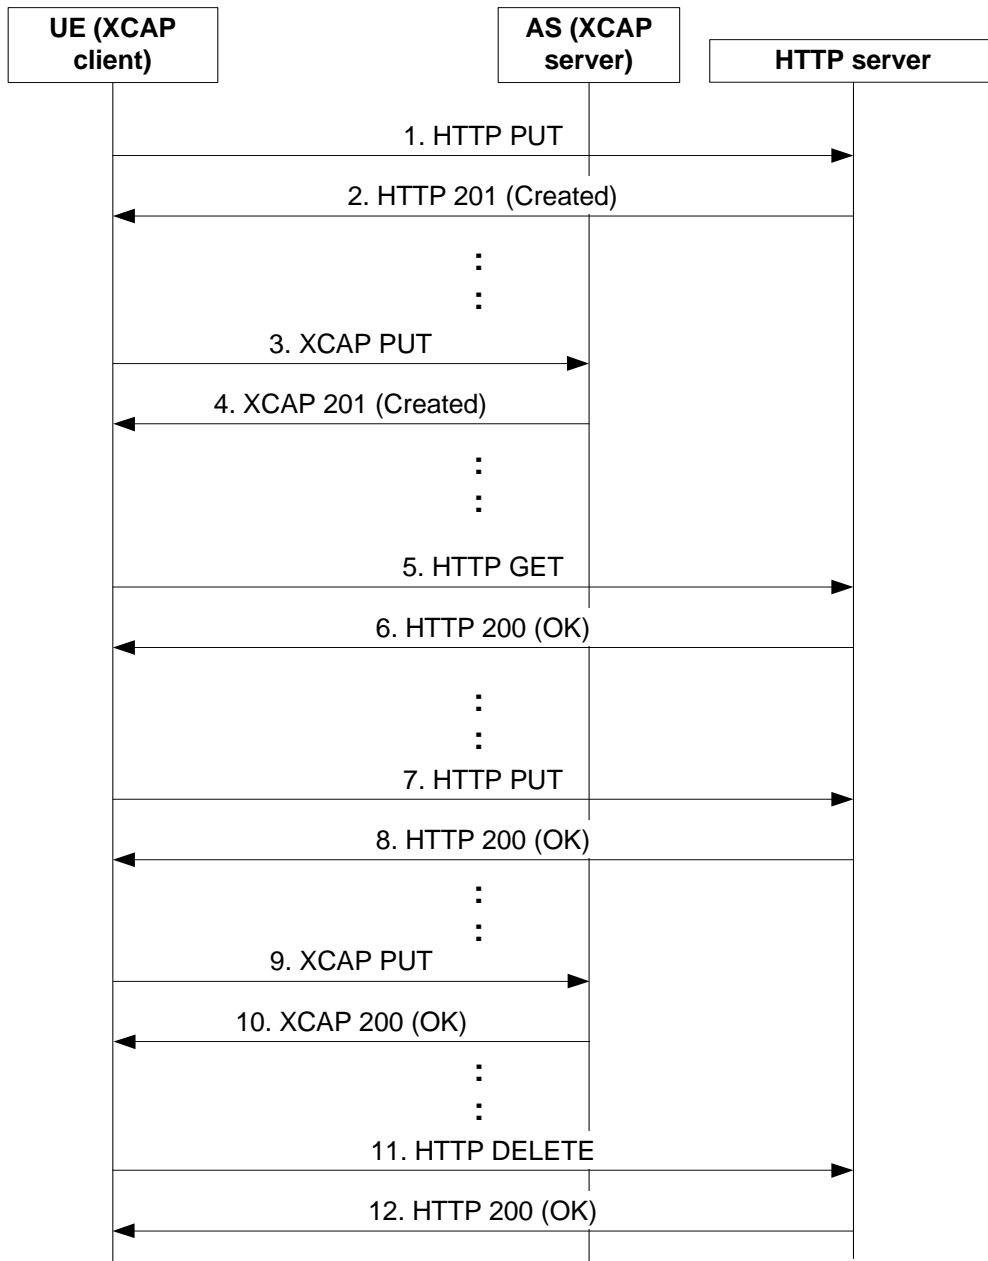 UE (XCAP
client)
AS (XCAP
server)
HTTP server
1. HTTP PUT
2. HTTP 201 (Created)
:
:
3. XCAP PUT
4. XCAP 201 (Created)
:
:
5. HTTP GET
6. HTTP 200 (OK)
:
:
7. HTTP PUT
8. HTTP 200 (OK)
:
:
9. XCAP PUT
10. XCAP 200 (OK)
:
:
11. HTTP DELETE
12. HTTP 200 (OK)